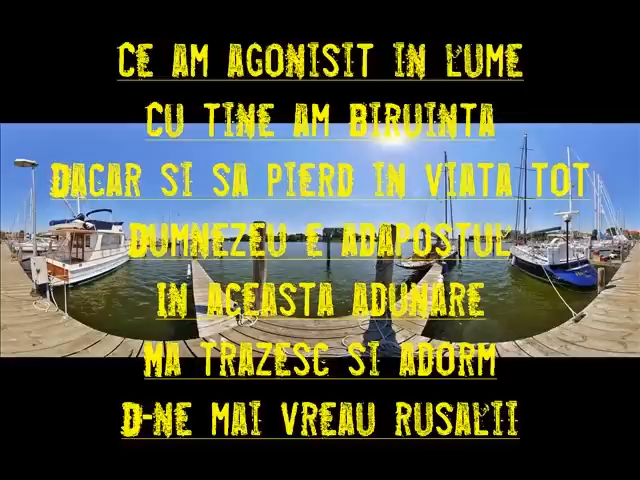 CE AM AGONISIT IN LUME
CU TINE AM BIRUINTA
DACAR SI SA PIERD IN VIATA TOT
DUMNEZEU E ADAPOSTUL
IN ACEASTA ADUNARE
MA TRAZESC SI ADORM
D-NE MAI VREAU RUSALII